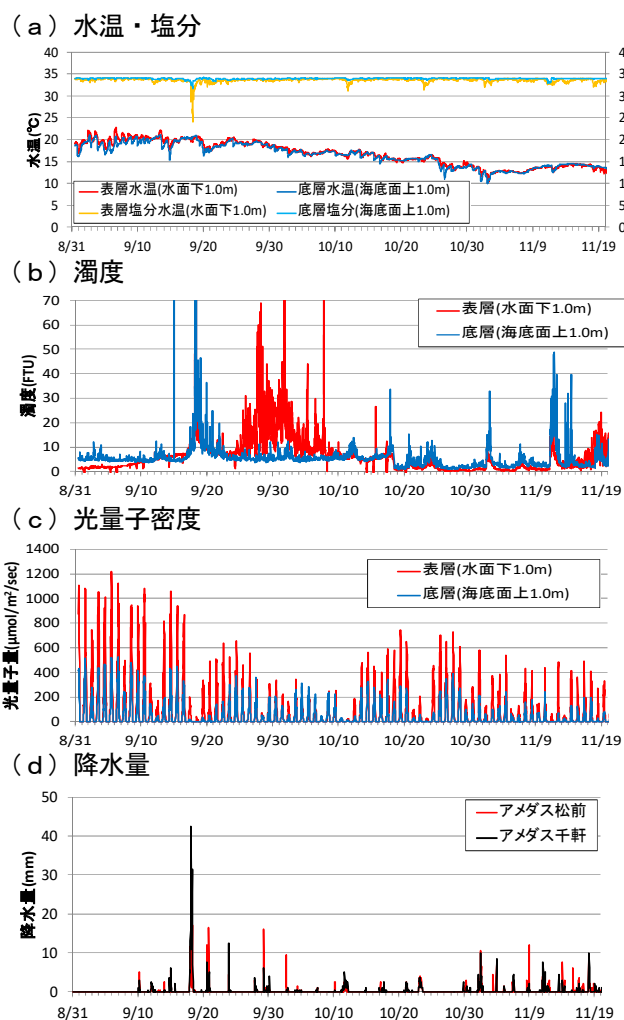 (a)水温・塩分
40
35
30
25
20
15
10
5
0
水温(℃)
4
3
3
2
2
1
1
5
0
表層水温(水面下1.0m)
底層水温(海底面上1.0m)
表層塩分水温(水面下1.0m)
底層塩分(海底面上1.0m)
8/31 9/10 9/20 9/30 10/10 10/20 10/30 11/9 11/19
(b)濁度
70
60
50
40
30
20
10
0
濁度(FTU)
表層(水面下1.0m)
底層(海底面上1.0m)
8/31 9/10 9/20 9/30 10/10 10/20 10/30 11/9 11/19
(c)光量子密度
1400
1200
1000
800
600
400
200
0
光量子量(μmol/m²/sec)
表層(水面下1.0m)
底層(海底面上1.0m)
8/31 9/10 9/20 9/30 10/10 10/20 10/30 11/9 11/19
(d)降水量
50
40
30
20
10
0
降水量(mm)
アメダス松前
アメダス千軒
8/31 9/10 9/20 9/30 10/10 10/20 10/30 11/9 11/19